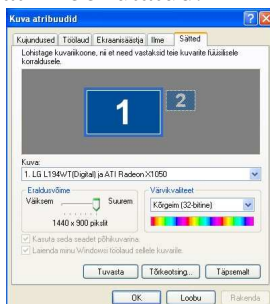 Kuva atribuudid
Kujundused Töölaud Ekraanisäästja Ilme Sätted
Lohistage kuvariikoone, nii et need vastaksid teie kuvarite füüsilisele
korraldusele.
1 2
Kuva:
1. LG L194WT(Digital) ja ATI Radeon X1050
Eraldusvõime
Väiksem Suurem
1440 x 900 pikslit
Värvikvaliteet
Kõrgeim (32-bitine)
Kasuta seda seadet põhikuvarina.
Laienda minu Windowsi töölaud sellele kuvarile.
Tuvasta Tõrkeotsing... Täpsemalt
OK Loobu Rakenda